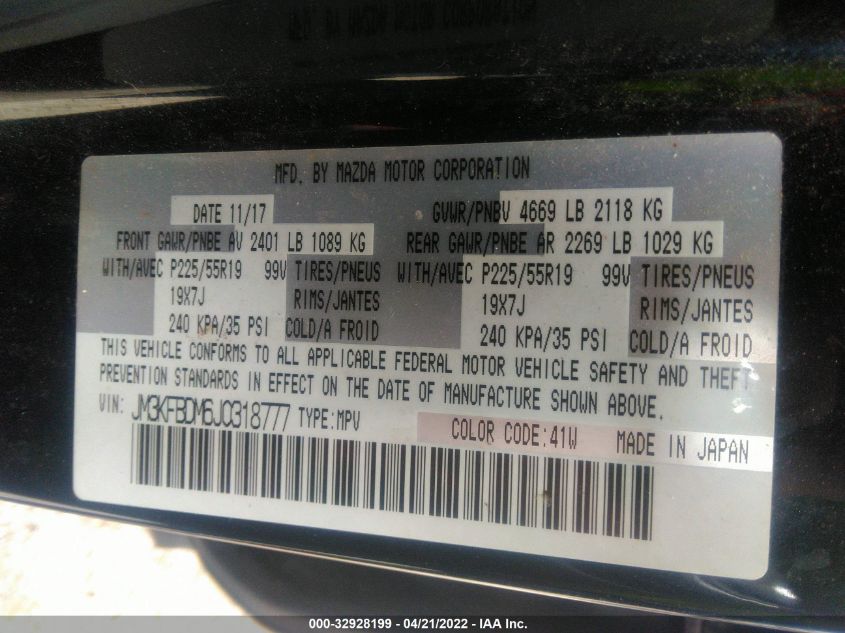 MFD. BY MAZDA MOTOR CORPORATION
DATE 11/17 GVWR/PNBV 4669 LB 2118 KG
FRONT GAWR/PNBE AV 2401 LB 1089 KG REAR GAWR/PNBE AR 2269 LB 1029 KG
WITH/AVEC P225/55R19 99V TIRES/PNEUS WITH/AVEC P225/55R19 99V TIRES/PNEUS
19X7J RIMS/JANTES 19X7J RIMS/JANTES
240 KPA/35 PSI COLD/A FROID 240 KPA/35 PSI COLD/A FROID
THIS VEHICLE CONFORMS TO ALL APPLICABLE FEDERAL MOTOR VEHICLE SAFETY AND THEFT
PREVENTION STANDARDS IN EFFECT ON THE DATE OF MANUFACTURE SHOWN ABOVE.
VIN: JM3KFBDM6J0318777 TYPE:MPV COLOR CODE:41W MADE IN JAPAN
000-32928199 - 04/21/2022 - IAA Inc.